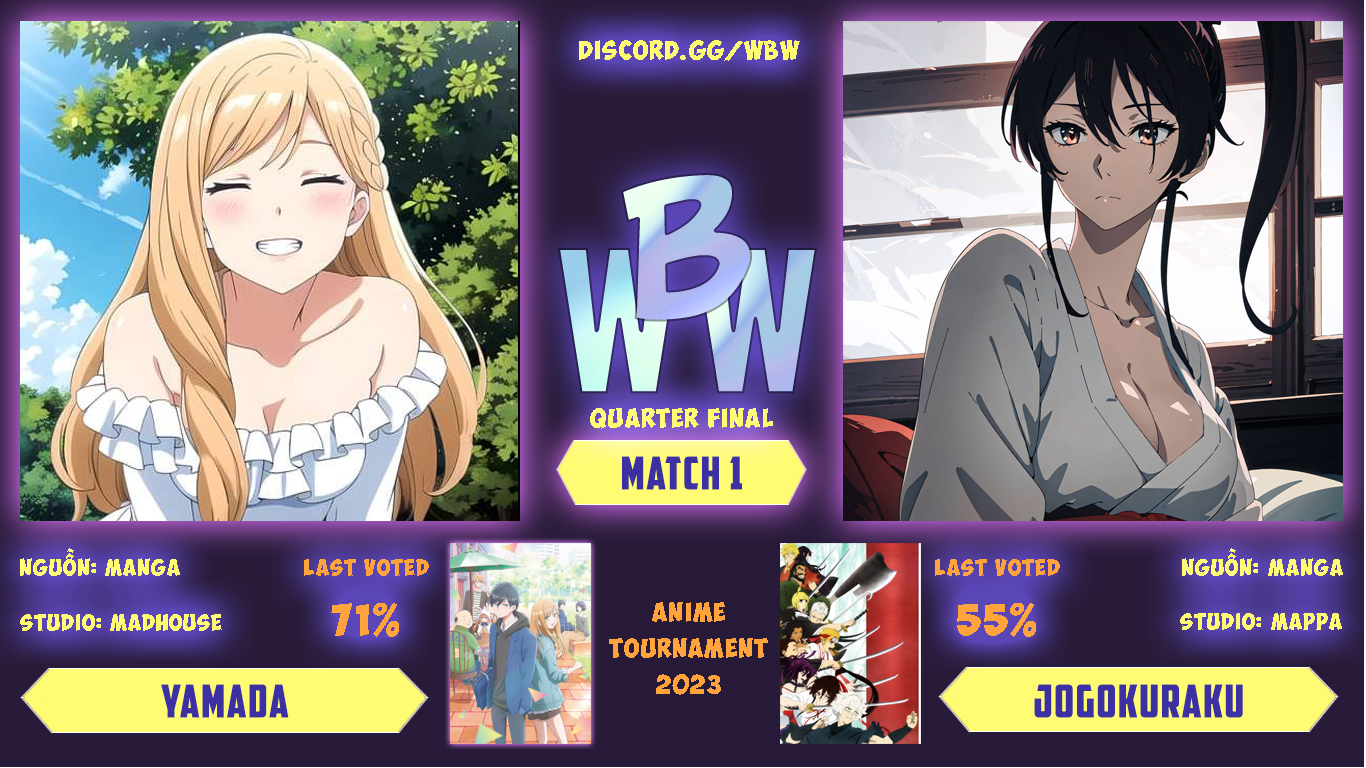 DISCORD.GG/WBW
WBW
QUARTER FINAL
MATCH 1
NGUỒN: MANGA
LAST VOTED
STUDIO: MADHOUSE
71%
YAMADA
ANIME
TOURNAMENT
2023
LAST VOTED
NGUỒN: MANGA
55%
STUDIO: MAPPA
JOGOKURAKU